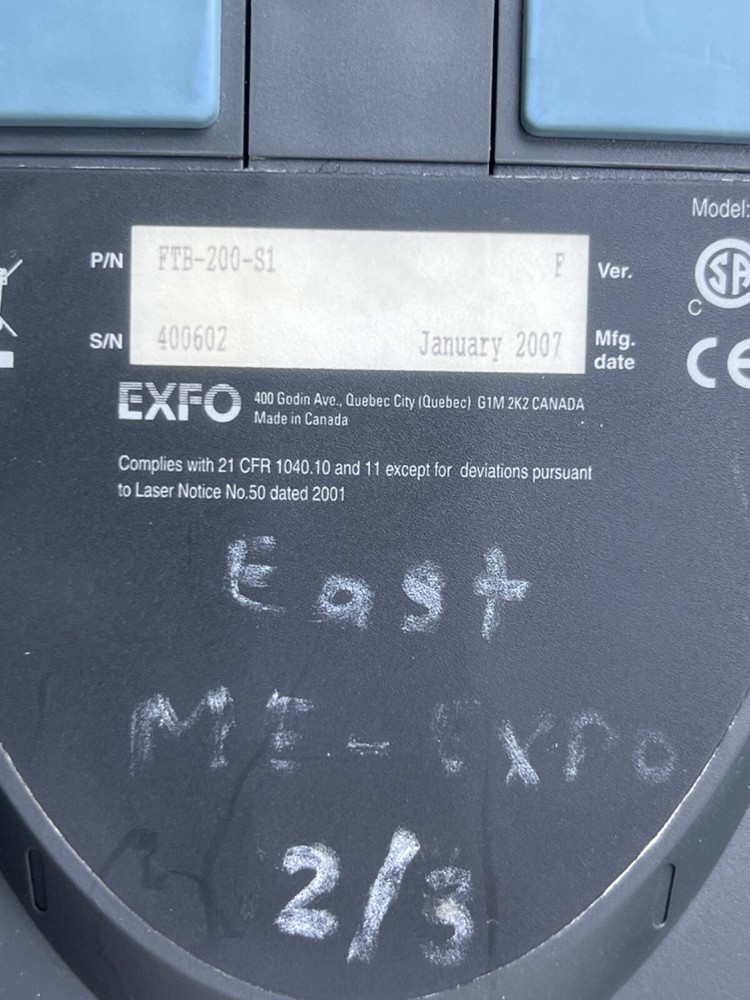 Model:
P/N FTB-200-S1 F Ver.
S/N 400602 January 2007 Mfg. date
EXFO 400 Godin Ave., Quebec City (Quebec) G1M 2K2 CANADA
Made in Canada
Complies with 21 CFR 1040.10 and 11 except for deviations pursuant
to Laser Notice No.50 dated 2001
East
ME-Exfo
2/3